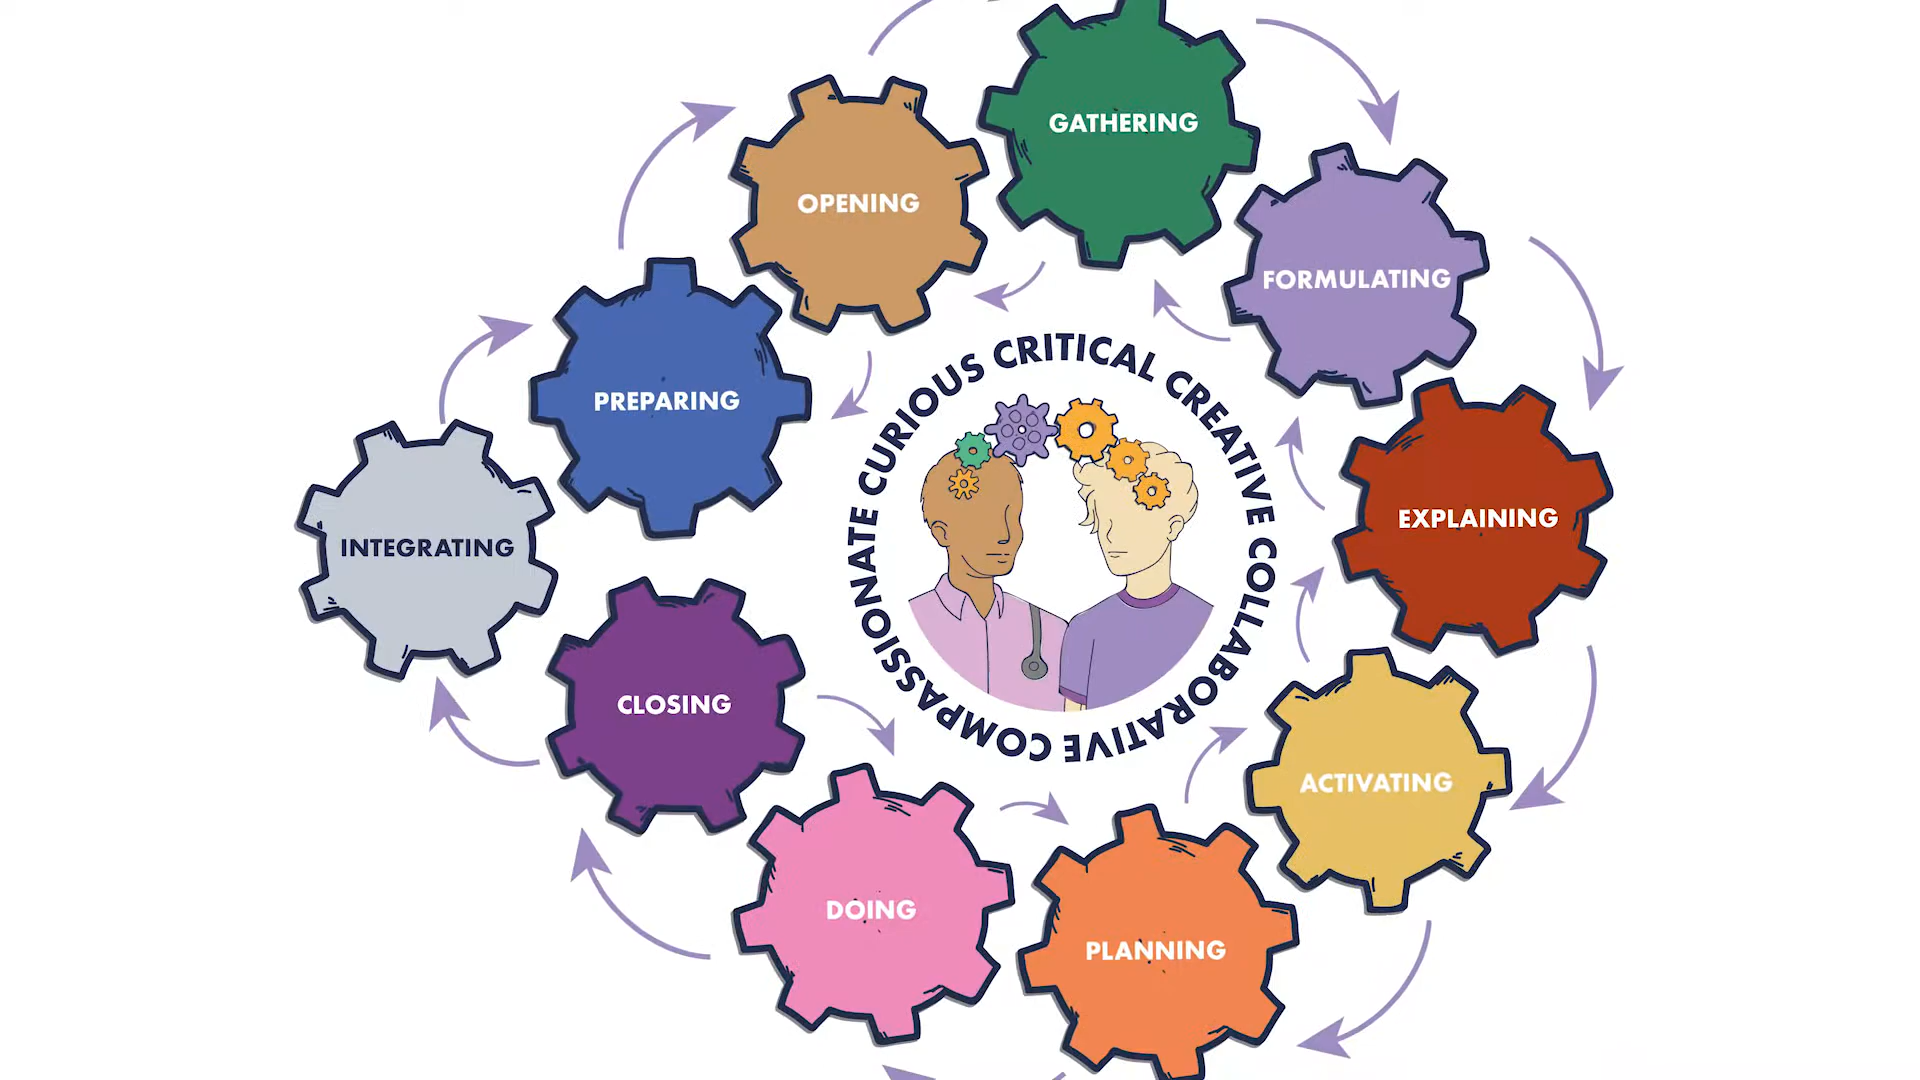 GATHERING
OPENING
FORMULATING
PREPARING
EXPLAINING
INTEGRATING
CLOSING
ACTIVATING
DOING
PLANNING
CURIOUS CRITICAL CREATIVE COLLABORATIVE COMPASSIONATE